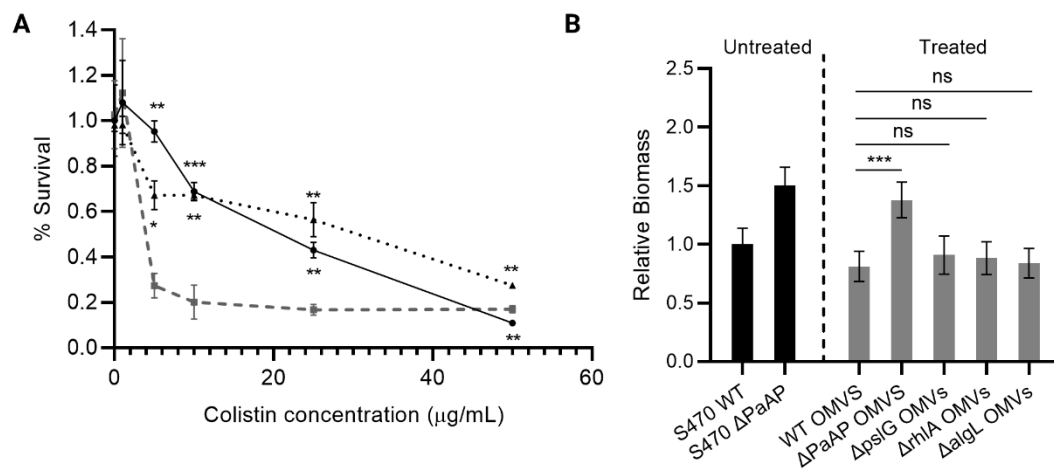 A
% Survival
1.4
1.2
1.0
0.8
0.6
0.4
0.2
0.0
0
20
40
60
Colistin concentration (μg/mL)
**
***
**
*
**
**
**
**
B
Untreated
Treated
Relative Biomass
2.5
2.0
1.5
1.0
0.5
0.0
ns
ns
ns
***
S470 WT
S470 ΔPaAP
WT OMVS
ΔPaAP OMVS
ΔpslG OMVs
ΔrhlA OMVs
ΔalgL OMVs